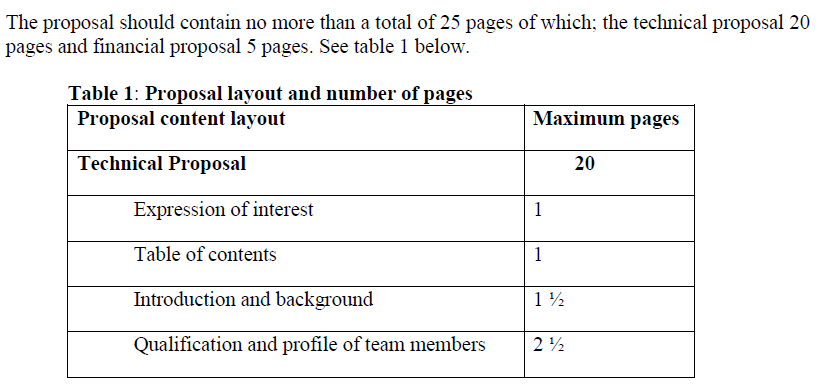 The proposal should contain no more than a total of 25 pages of which; the technical proposal 20
pages and financial proposal 5 pages. See table 1 below.
Table 1: Proposal layout and number of pages
Proposal content layout Maximum pages
Technical Proposal 20
Expression of interest 1
Table of contents 1
Introduction and background 1 ½
Qualification and profile of team members 2 ½